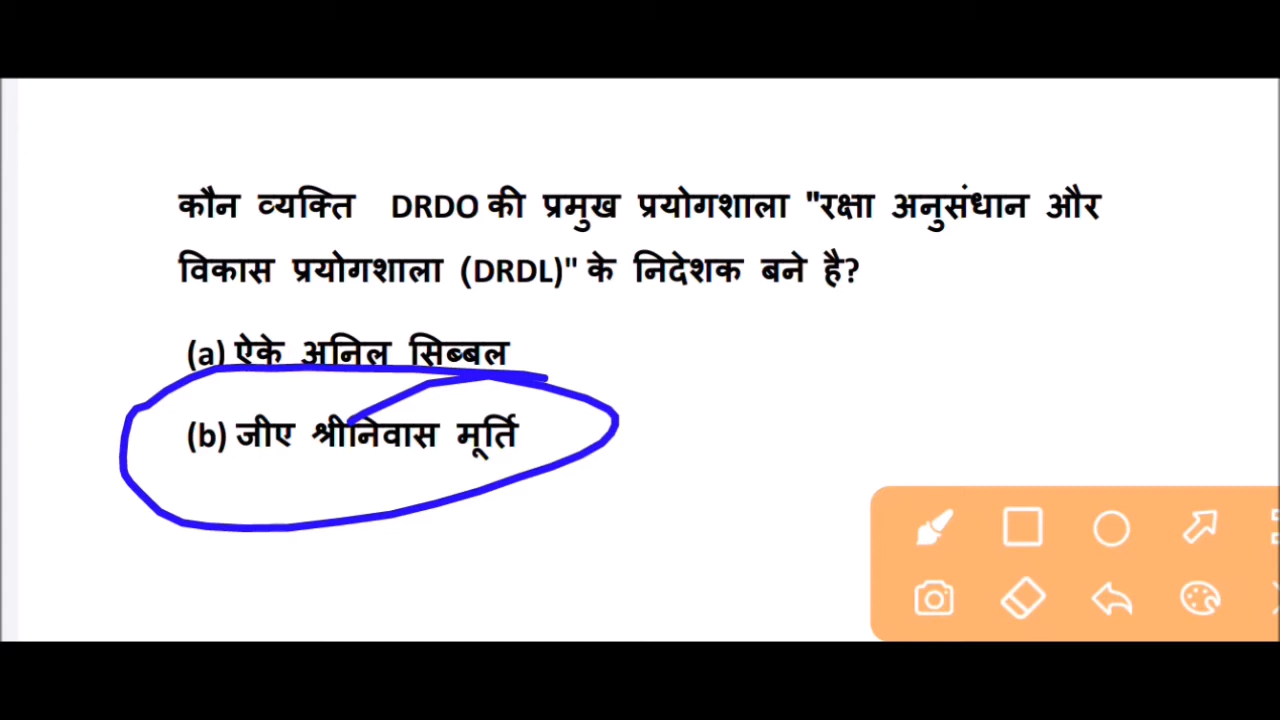 कौन व्यक्ति DRDO की प्रमुख प्रयोगशाला "रक्षा अनुसंधान और
विकास प्रयोगशाला (DRDL)" के निदेशक बने है?
(a) ऐके अनिल सिब्बल
(b) जीए श्रीनिवास मूर्ति